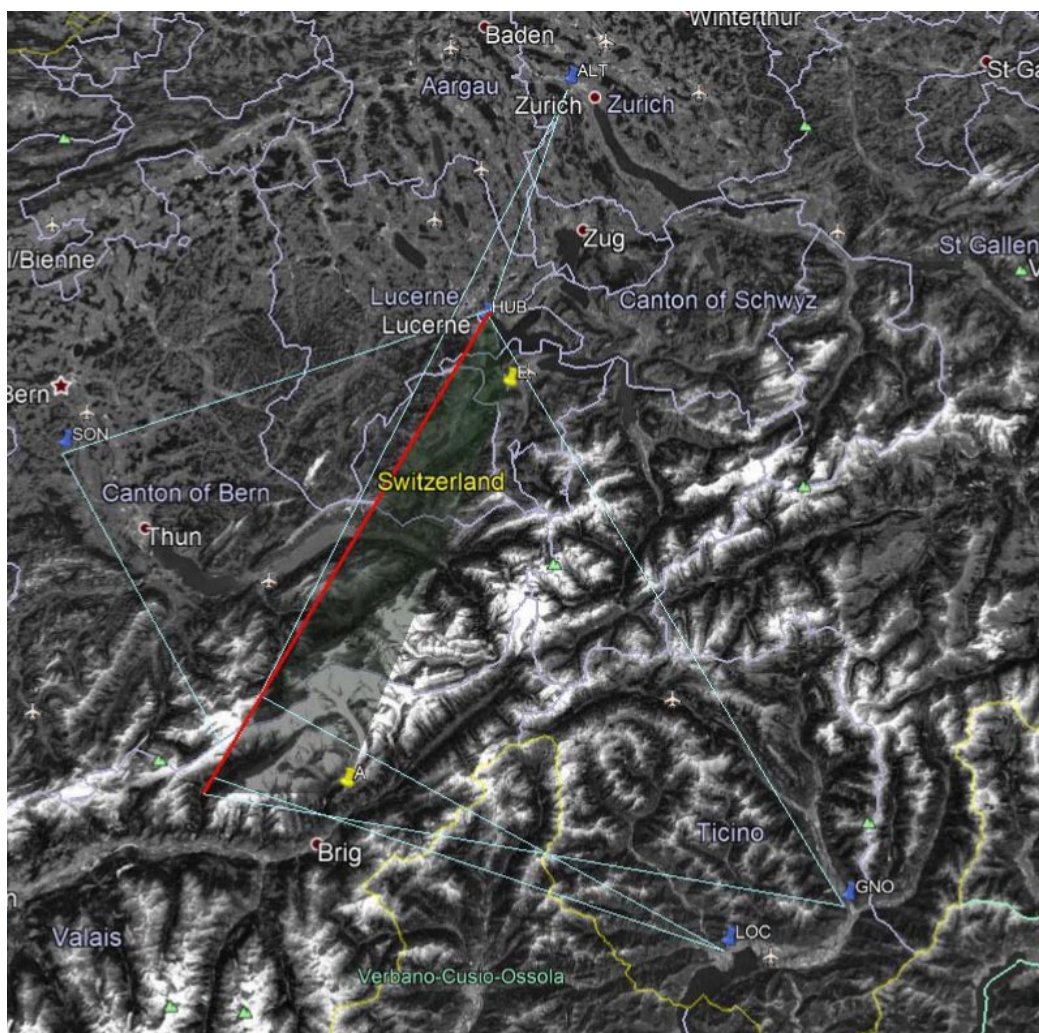 Winterthur
Baden
St Ga
ALT
Aargau
Zurich
Zurich
Zug
St Gallen
l/Bienne
V
Lucerne
HUB
Canton of Schwyz
Lucerne
E
Bern
SON
Switzerland
Canton of Bern
Thun
A
Ticino
Brig
GNO
n
LOC
Valais
Verbano-Cusio-Ossola